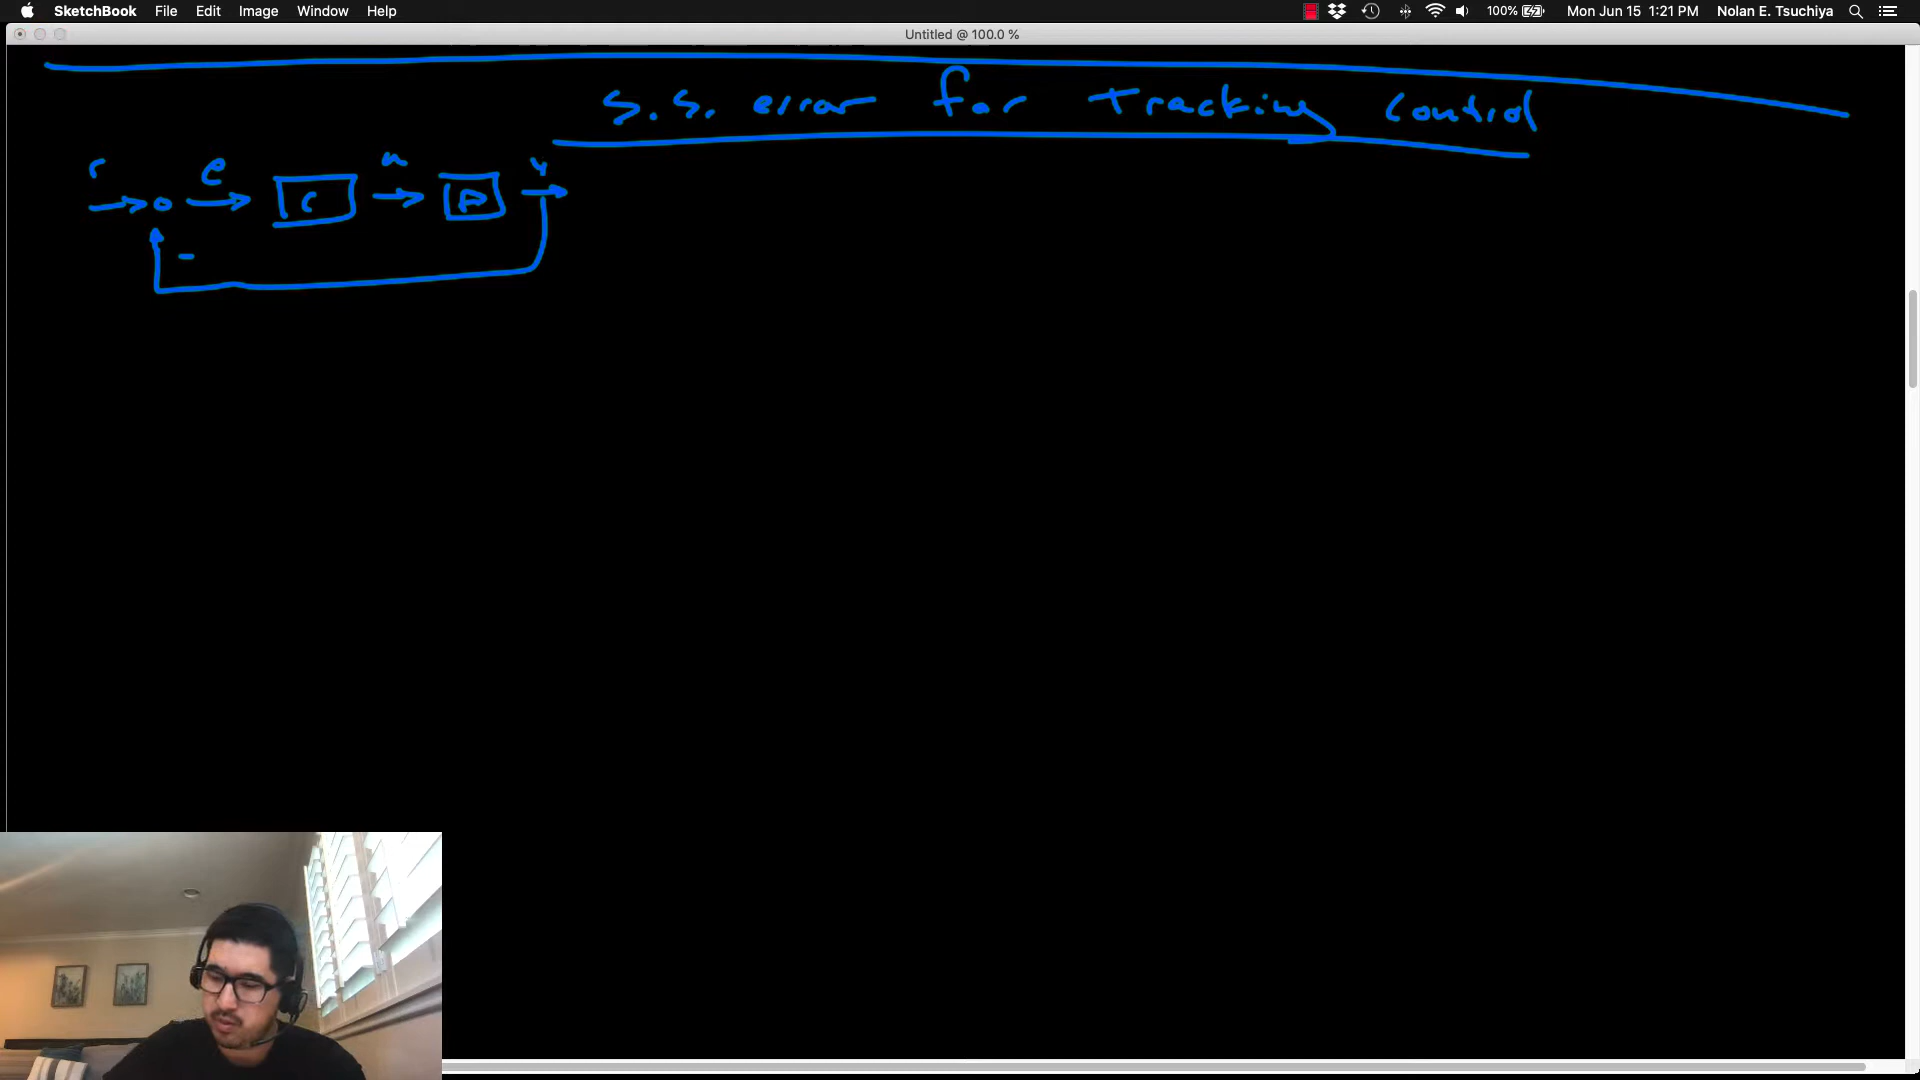 SketchBook File Edit Image Window Help 100% Mon Jun 15 1:21 PM Nolan E. Tsuchiya
Untitled @ 100.0 %
S.S. error for Tracking Control
r e u y
C P
-